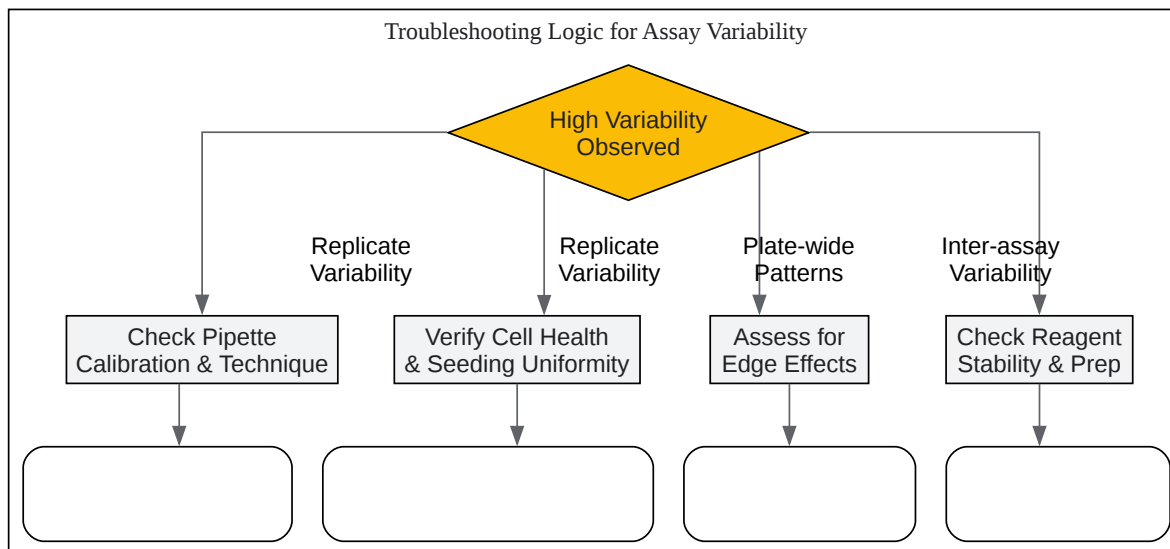 Troubleshooting Logic for Assay Variability
High Variability
Observed
Replicate
Variability
Replicate
Variability
Plate-wide
Patterns
Inter-assay
Variability
Check Pipette
Calibration & Technique
Verify Cell Health
& Seeding Uniformity
Assess for
Edge Effects
Check Reagent
Stability & Prep